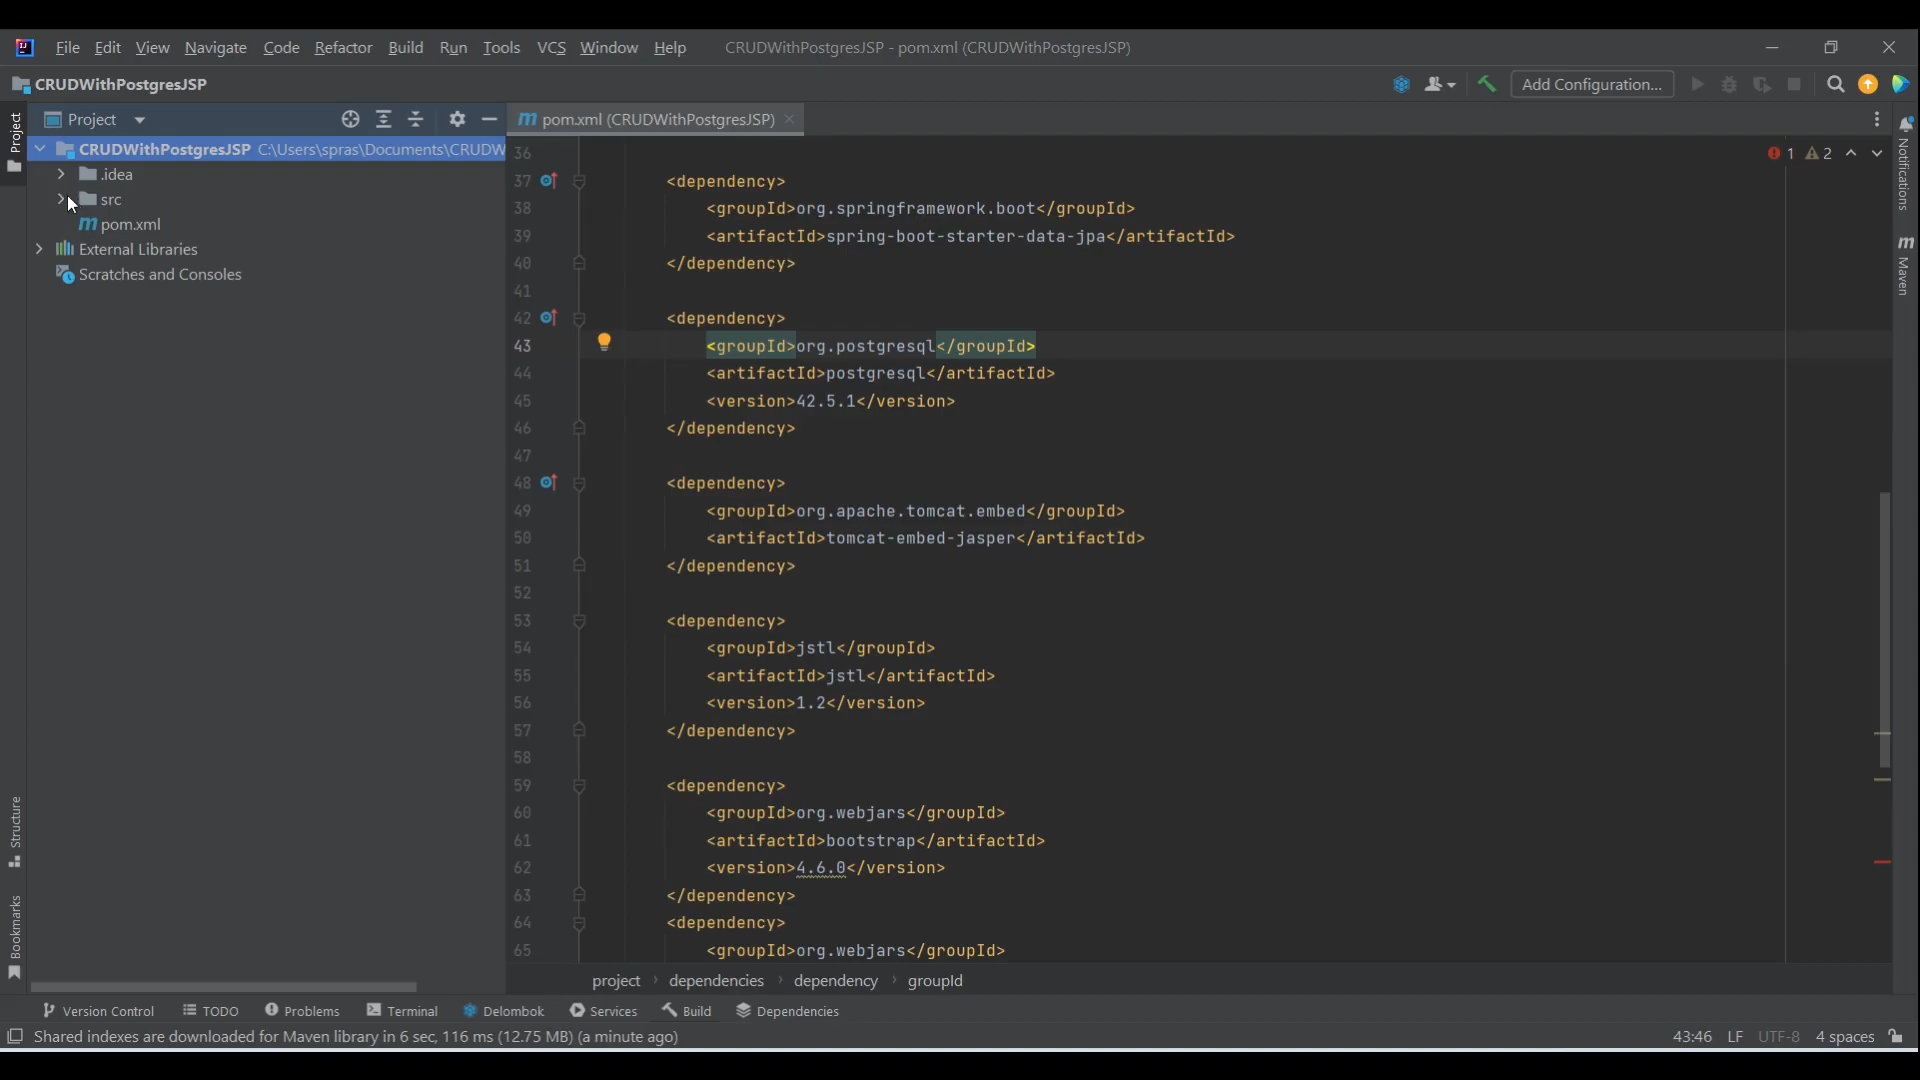 File Edit View Navigate Code Refactor Build Run Tools VCS Window Help CRUDWithPostgresJSP - pom.xml (CRUDWithPostgresJSP)
CRUDWithPostgresJSP Add Configuration...
Project
Project pom.xml (CRUDWithPostgresJSP)
CRUDWithPostgresJSP C:\Users\spras\Documents\CRUDW
.idea
src
pom.xml
External Libraries
Scratches and Consoles
Structure
Bookmarks
1 2
36
37 <dependency>
38 <groupId>org.springframework.boot</groupId>
39 <artifactId>spring-boot-starter-data-jpa</artifactId>
40 </dependency>
41
42 <dependency>
43 <groupId>org.postgresql</groupId>
44 <artifactId>postgresql</artifactId>
45 <version>42.5.1</version>
46 </dependency>
47
48 <dependency>
49 <groupId>org.apache.tomcat.embed</groupId>
50 <artifactId>tomcat-embed-jasper</artifactId>
51 </dependency>
52
53 <dependency>
54 <groupId>jstl</groupId>
55 <artifactId>jstl</artifactId>
56 <version>1.2</version>
57 </dependency>
58
59 <dependency>
60 <groupId>org.webjars</groupId>
61 <artifactId>bootstrap</artifactId>
62 <version>4.6.0</version>
63 </dependency>
64 <dependency>
65 <groupId>org.webjars</groupId>
Notifications
m Maven
project dependencies dependency groupId
Version Control TODO Problems Terminal Delombok Services Build Dependencies
Shared indexes are downloaded for Maven library in 6 sec, 116 ms (12.75 MB) (a minute ago) 43:46 LF UTF-8 4 spaces